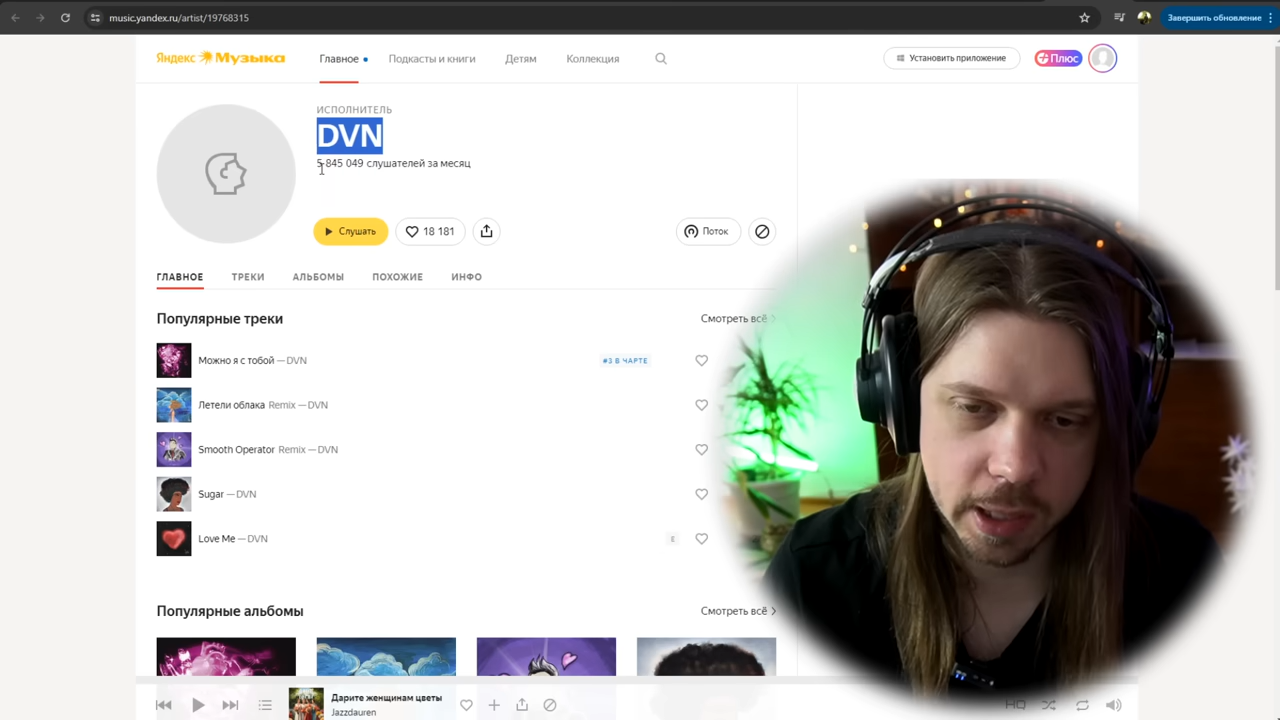 music.yandex.ru/artist/19768315
Завершить обновление
Яндекс Музыка
Главное
Подкасты и книги
Детям
Коллекция
Установить приложение
Плюс
ИСПОЛНИТЕЛЬ
DVN
5 845 049 слушателей за месяц
Слушать
18 181
Поток
ГЛАВНОЕ
ТРЕКИ
АЛЬБОМЫ
ПОХОЖИЕ
ИНФО
Популярные треки
Смотреть всё
Можно я с тобой — DVN
#3 В ЧАРТЕ
Летели облака Remix — DVN
Smooth Operator Remix — DVN
Sugar — DVN
Love Me — DVN
E
Популярные альбомы
Смотреть всё
Дарите женщинам цветы
Jazzdauren
HQ